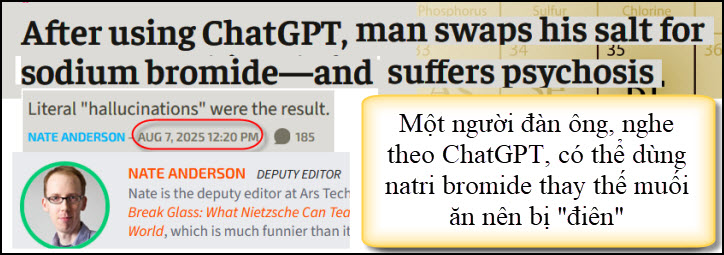 Phosphorus Sulfur Chlorine
After using ChatGPT, man swaps his salt for
33 35
sodium bromide—and suffers psychosis
Literal "hallucinations" were the result.
NATE ANDERSON – AUG 7, 2025 12:20 PM 185
NATE ANDERSON DEPUTY EDITOR
Nate is the deputy editor at Ars Tech
Break Glass: What Nietzsche Can Tea
World, which is much funnier than it
Một người đàn ông, nghe
theo ChatGPT, có thể dùng
natri bromide thay thế muối
ăn nên bị "điên"